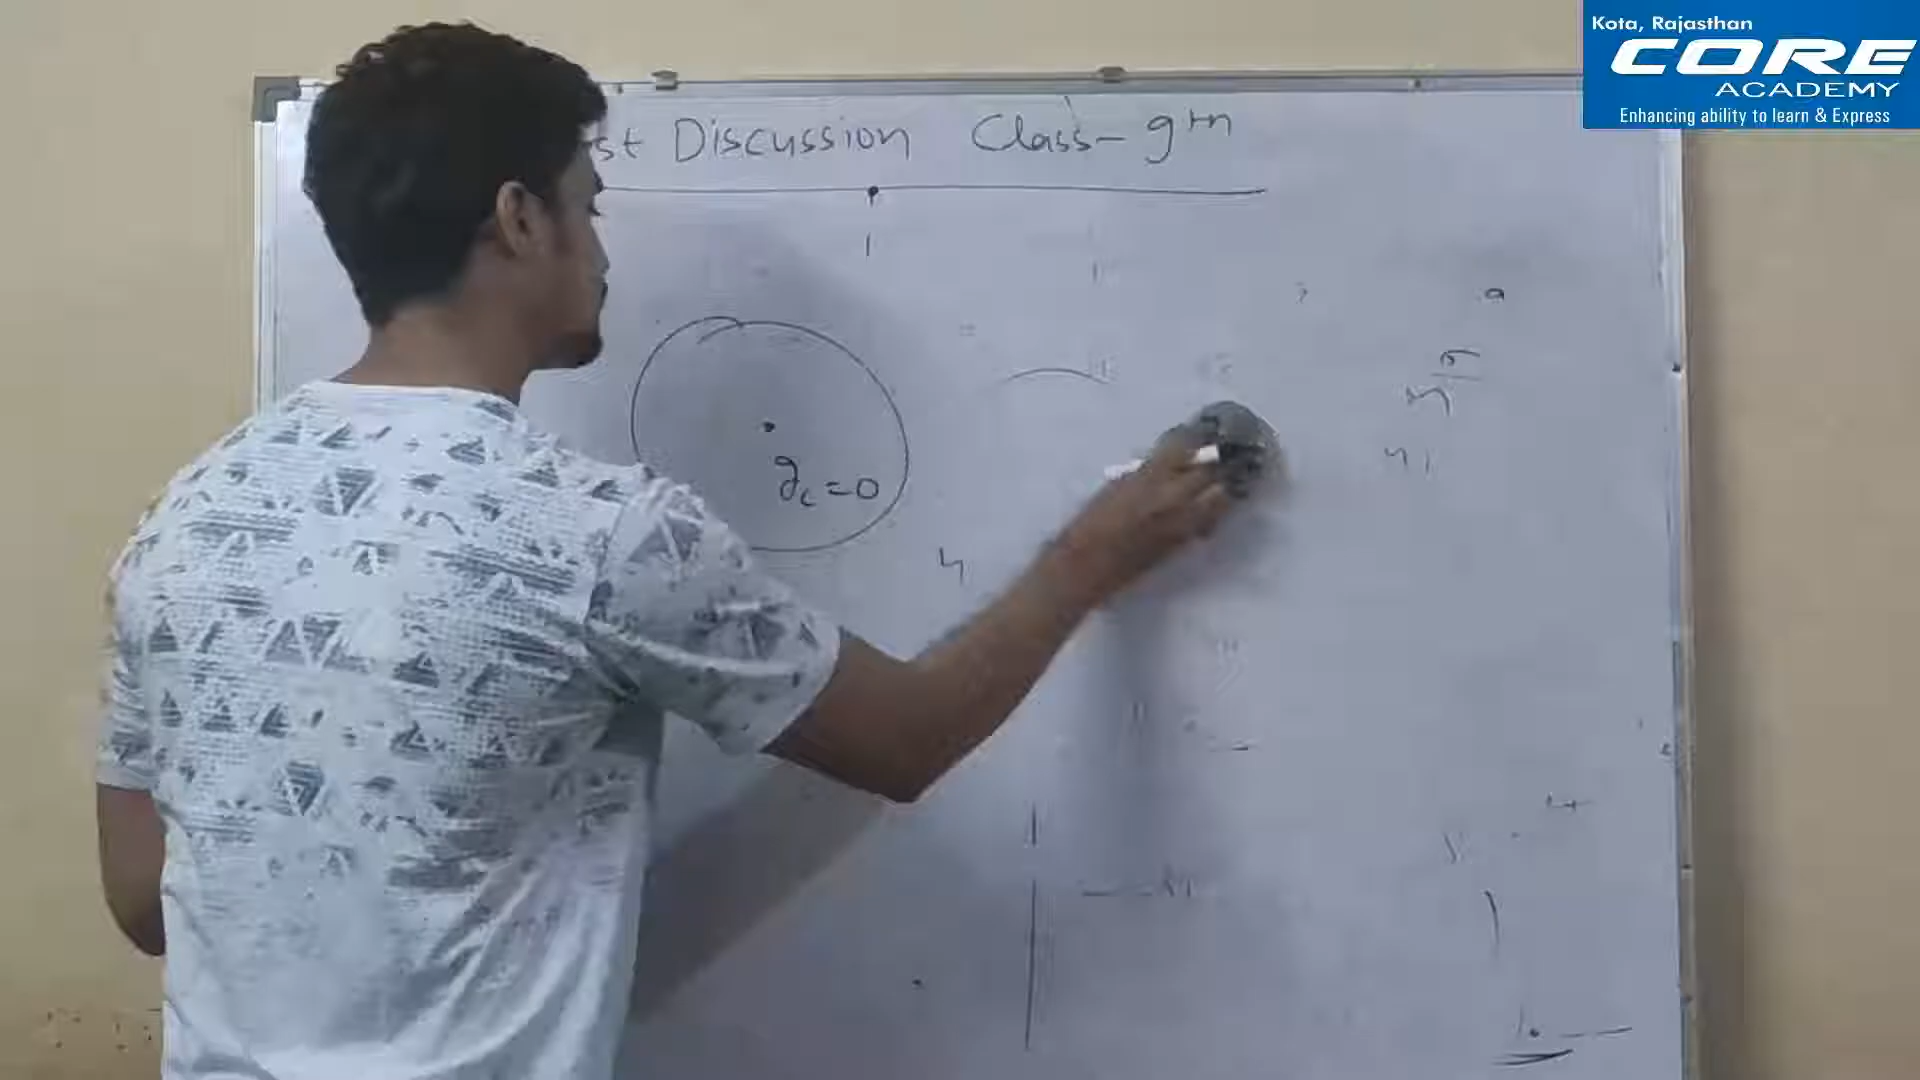 Kota, Rajasthan
CORE
ACADEMY
Enhancing ability to learn & Express
st Discussion Class-9th
g꜀=0